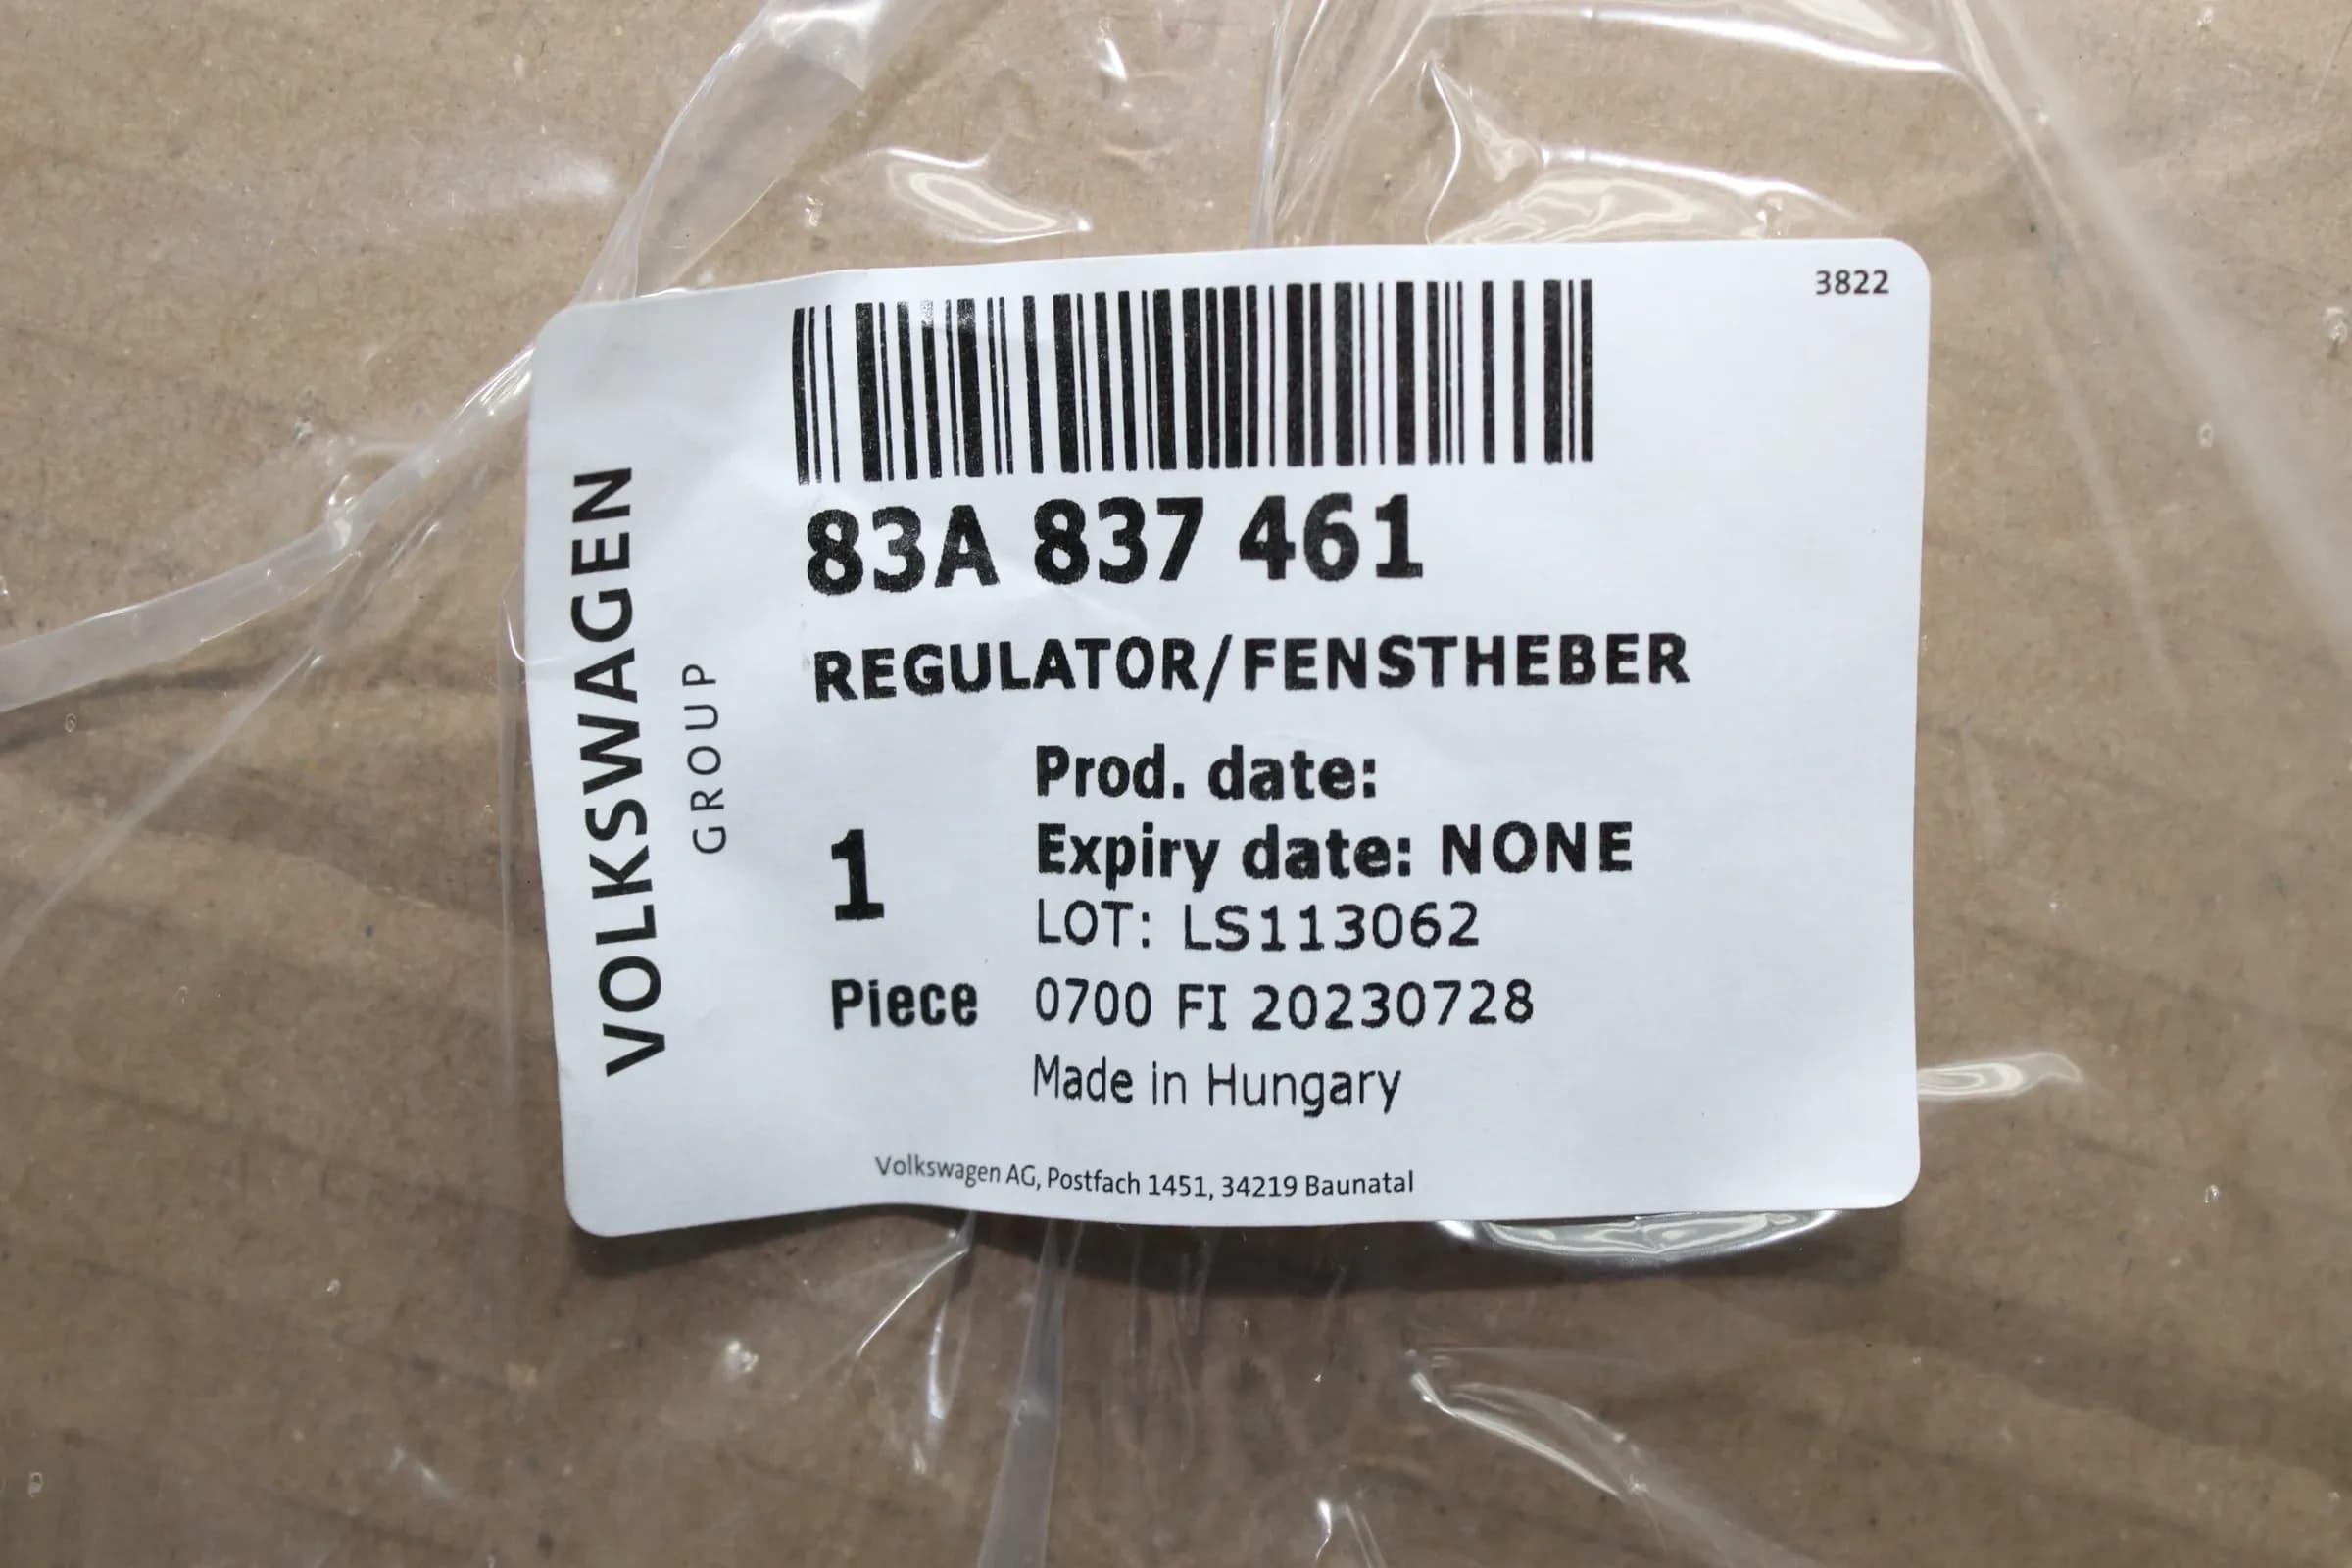 3822
VOLKSWAGEN
GROUP
83A 837 461
REGULATOR/FENSTHEBER
Prod. date:
Expiry date: NONE
1
LOT: LS113062
Piece
0700 FI 20230728
Made in Hungary
Volkswagen AG, Postfach 1451, 34219 Baunatal